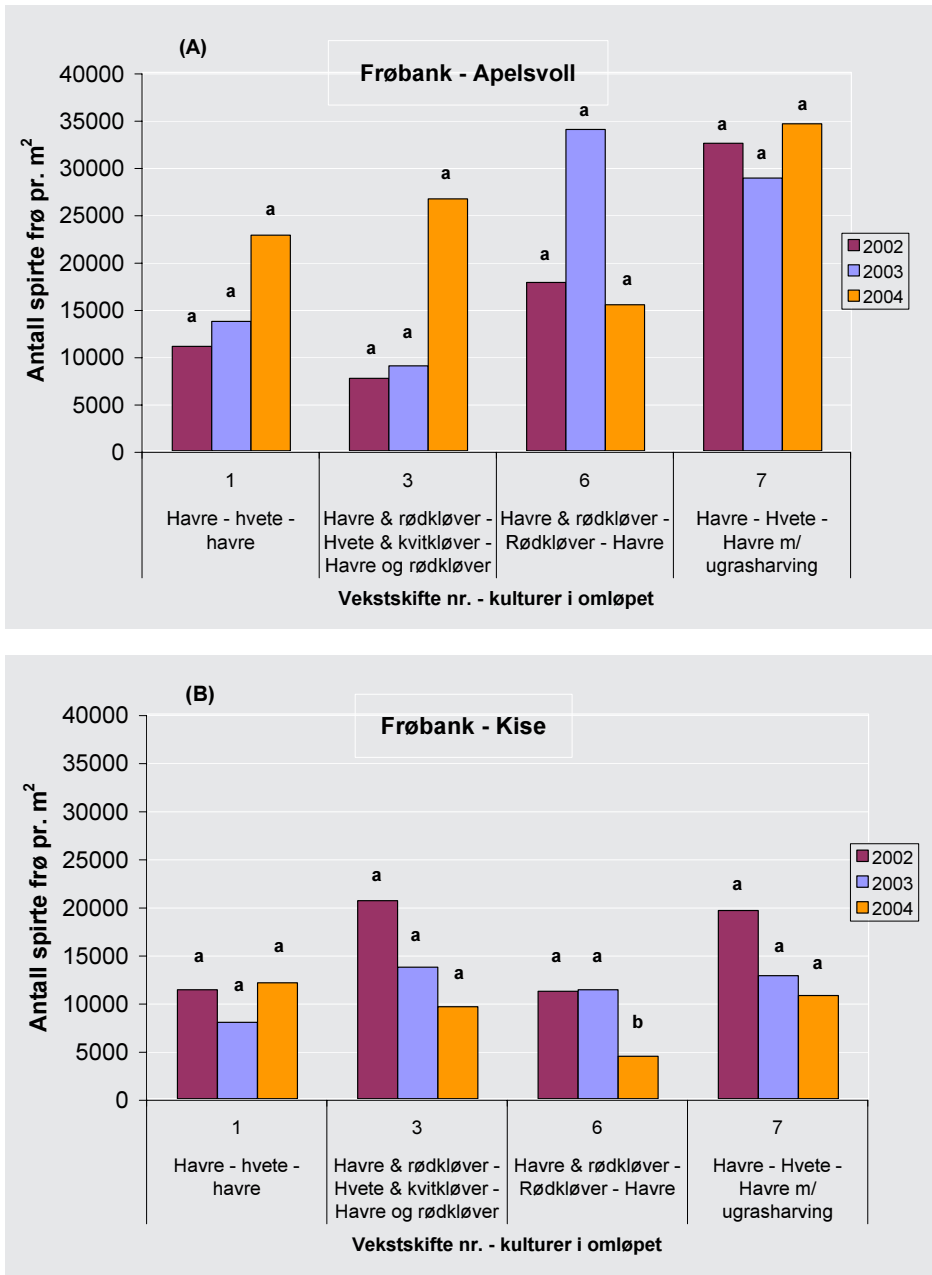 (A)
Frøbank - Apelsvoll
Antall spirte frø pr. m²
40000
35000
30000
25000
20000
15000
10000
5000
0
a a a
a a a
a a a
a a a
2002
2003
2004
1 3 6 7
Havre - hvete -
havre
Havre & rødkløver -
Hvete & kvitkløver -
Havre og rødkløver
Havre & rødkløver -
Rødkløver - Havre
Havre - Hvete -
Havre m/
ugrasharving
Vekstskifte nr. - kulturer i omløpet
(B)
Frøbank - Kise
Antall spirte frø pr. m²
40000
35000
30000
25000
20000
15000
10000
5000
0
a a a
a a a
a a b
a a a
2002
2003
2004
1 3 6 7
Havre - hvete -
havre
Havre & rødkløver -
Hvete & kvitkløver -
Havre og rødkløver
Havre & rødkløver -
Rødkløver - Havre
Havre - Hvete -
Havre m/
ugrasharving
Vekstskifte nr. - kulturer i omløpet